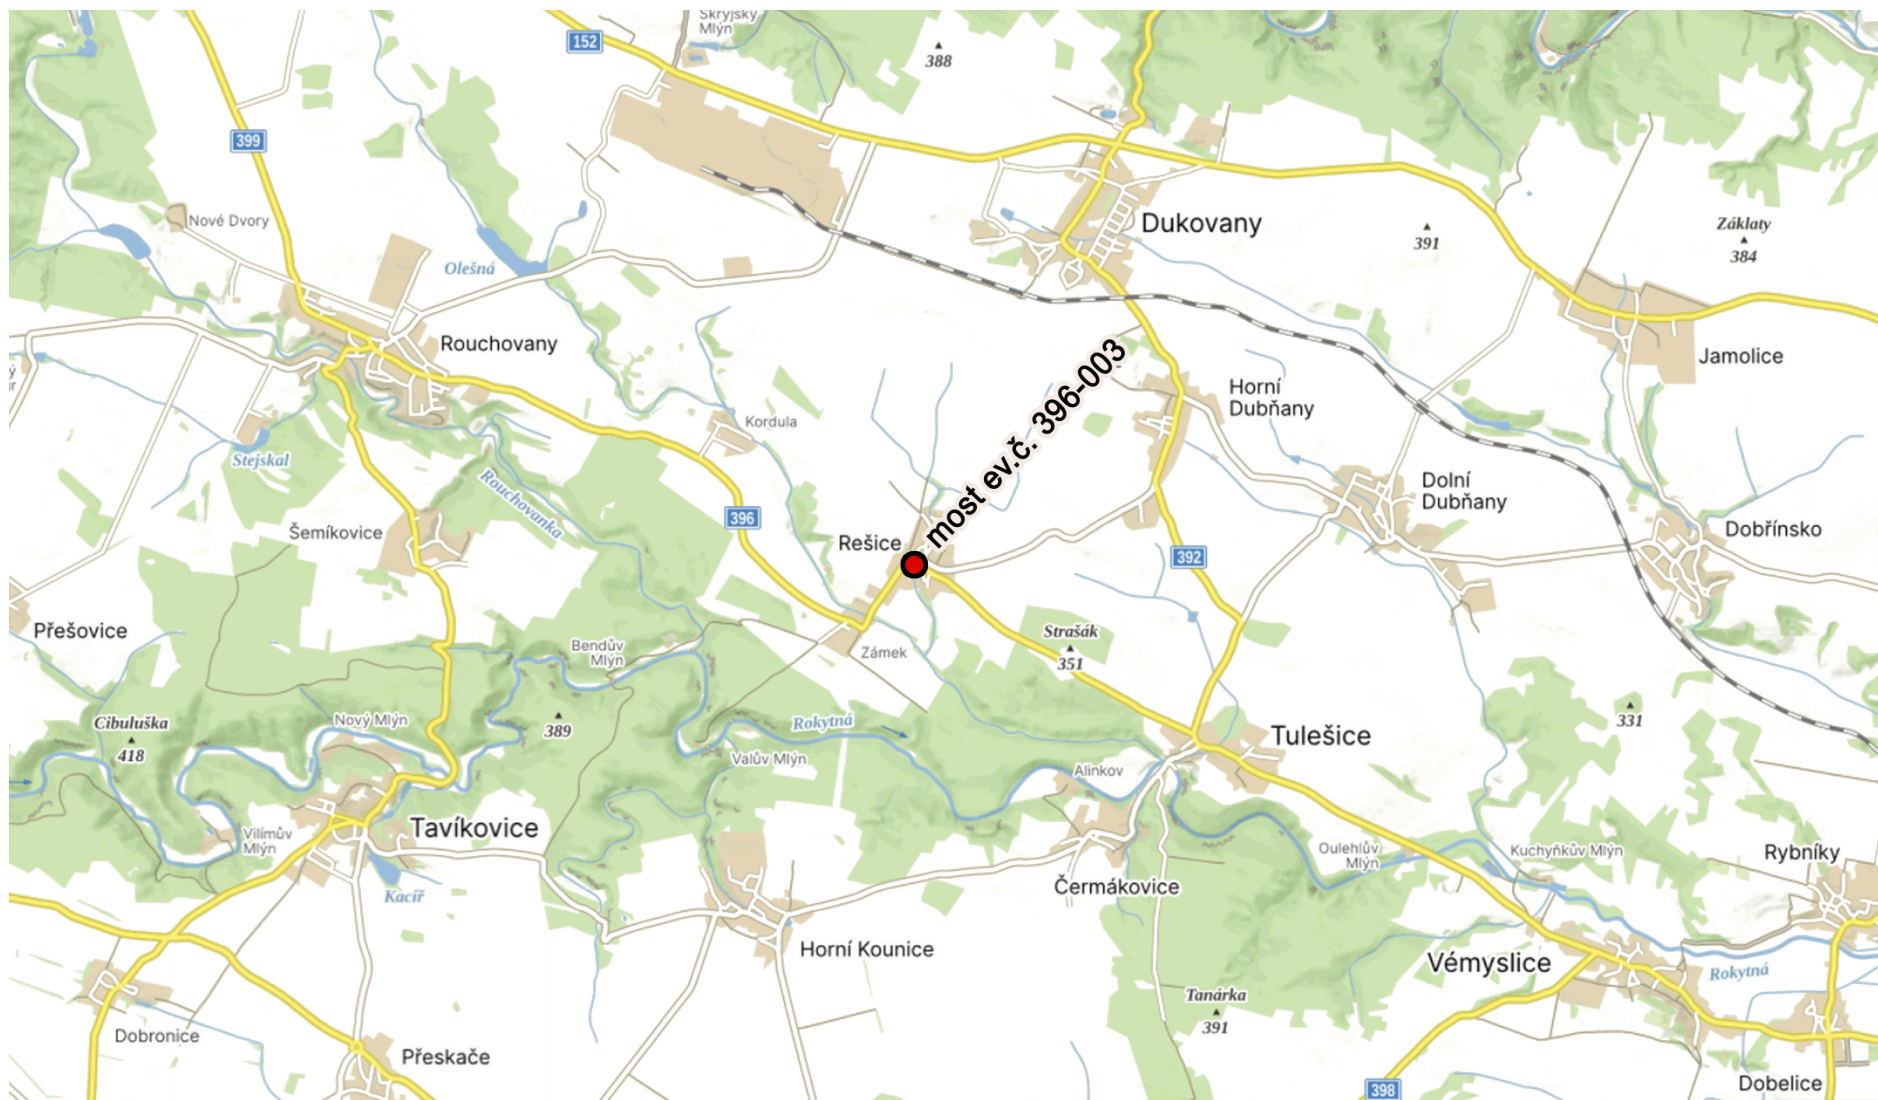 Skryjský
Mlýn
152
388
399
Nové Dvory
Dukovany
391
Základy
384
Olešná
Rouchovany
Jamolice
most ev.č. 396-003
Horní
Dubňany
Kordula
Stejskal
Rouchovanka
Dolní
Dubňany
396
Šemíkovice
Rešice
Dobřínsko
392
Přešovice
Strašák
351
Bendův
Mlýn
Zámek
Cibuluška
418
Nový Mlýn
389
Rokytná
331
Tulešice
Valův Mlýn
Alinkov
Vilímův
Mlýn
Tavíkovice
Oulehlův
Mlýn
Kuchyňkův Mlýn
Rybníky
Kacíř
Čermákovice
Horní Kounice
Vémyslice
Rokytná
Tanárka
391
Dobronice
Přeskače
398
Dobelice